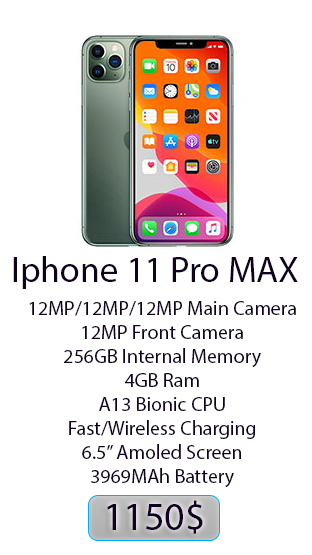 Iphone 11 Pro MAX
12MP/12MP/12MP Main Camera
12MP Front Camera
256GB Internal Memory
4GB Ram
A13 Bionic CPU
Fast/Wireless Charging
6.5” Amoled Screen
3969MAh Battery
1150$